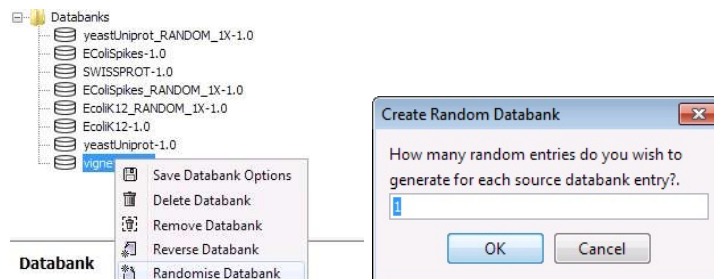 Databanks
yeastUniprot_RANDOM_1X-1.0
EColiSpikes-1.0
SWISSPROT-1.0
EColiSpikes_RANDOM_1X-1.0
EcoliK12_RANDOM_1X-1.0
EcoliK12-1.0
yeastUniprot-1.0
vigne
Save Databank Options
Delete Databank
Remove Databank
Reverse Databank
Randomise Databank
Databank
Create Random Databank
How many random entries do you wish to
generate for each source databank entry?.
1
OK Cancel